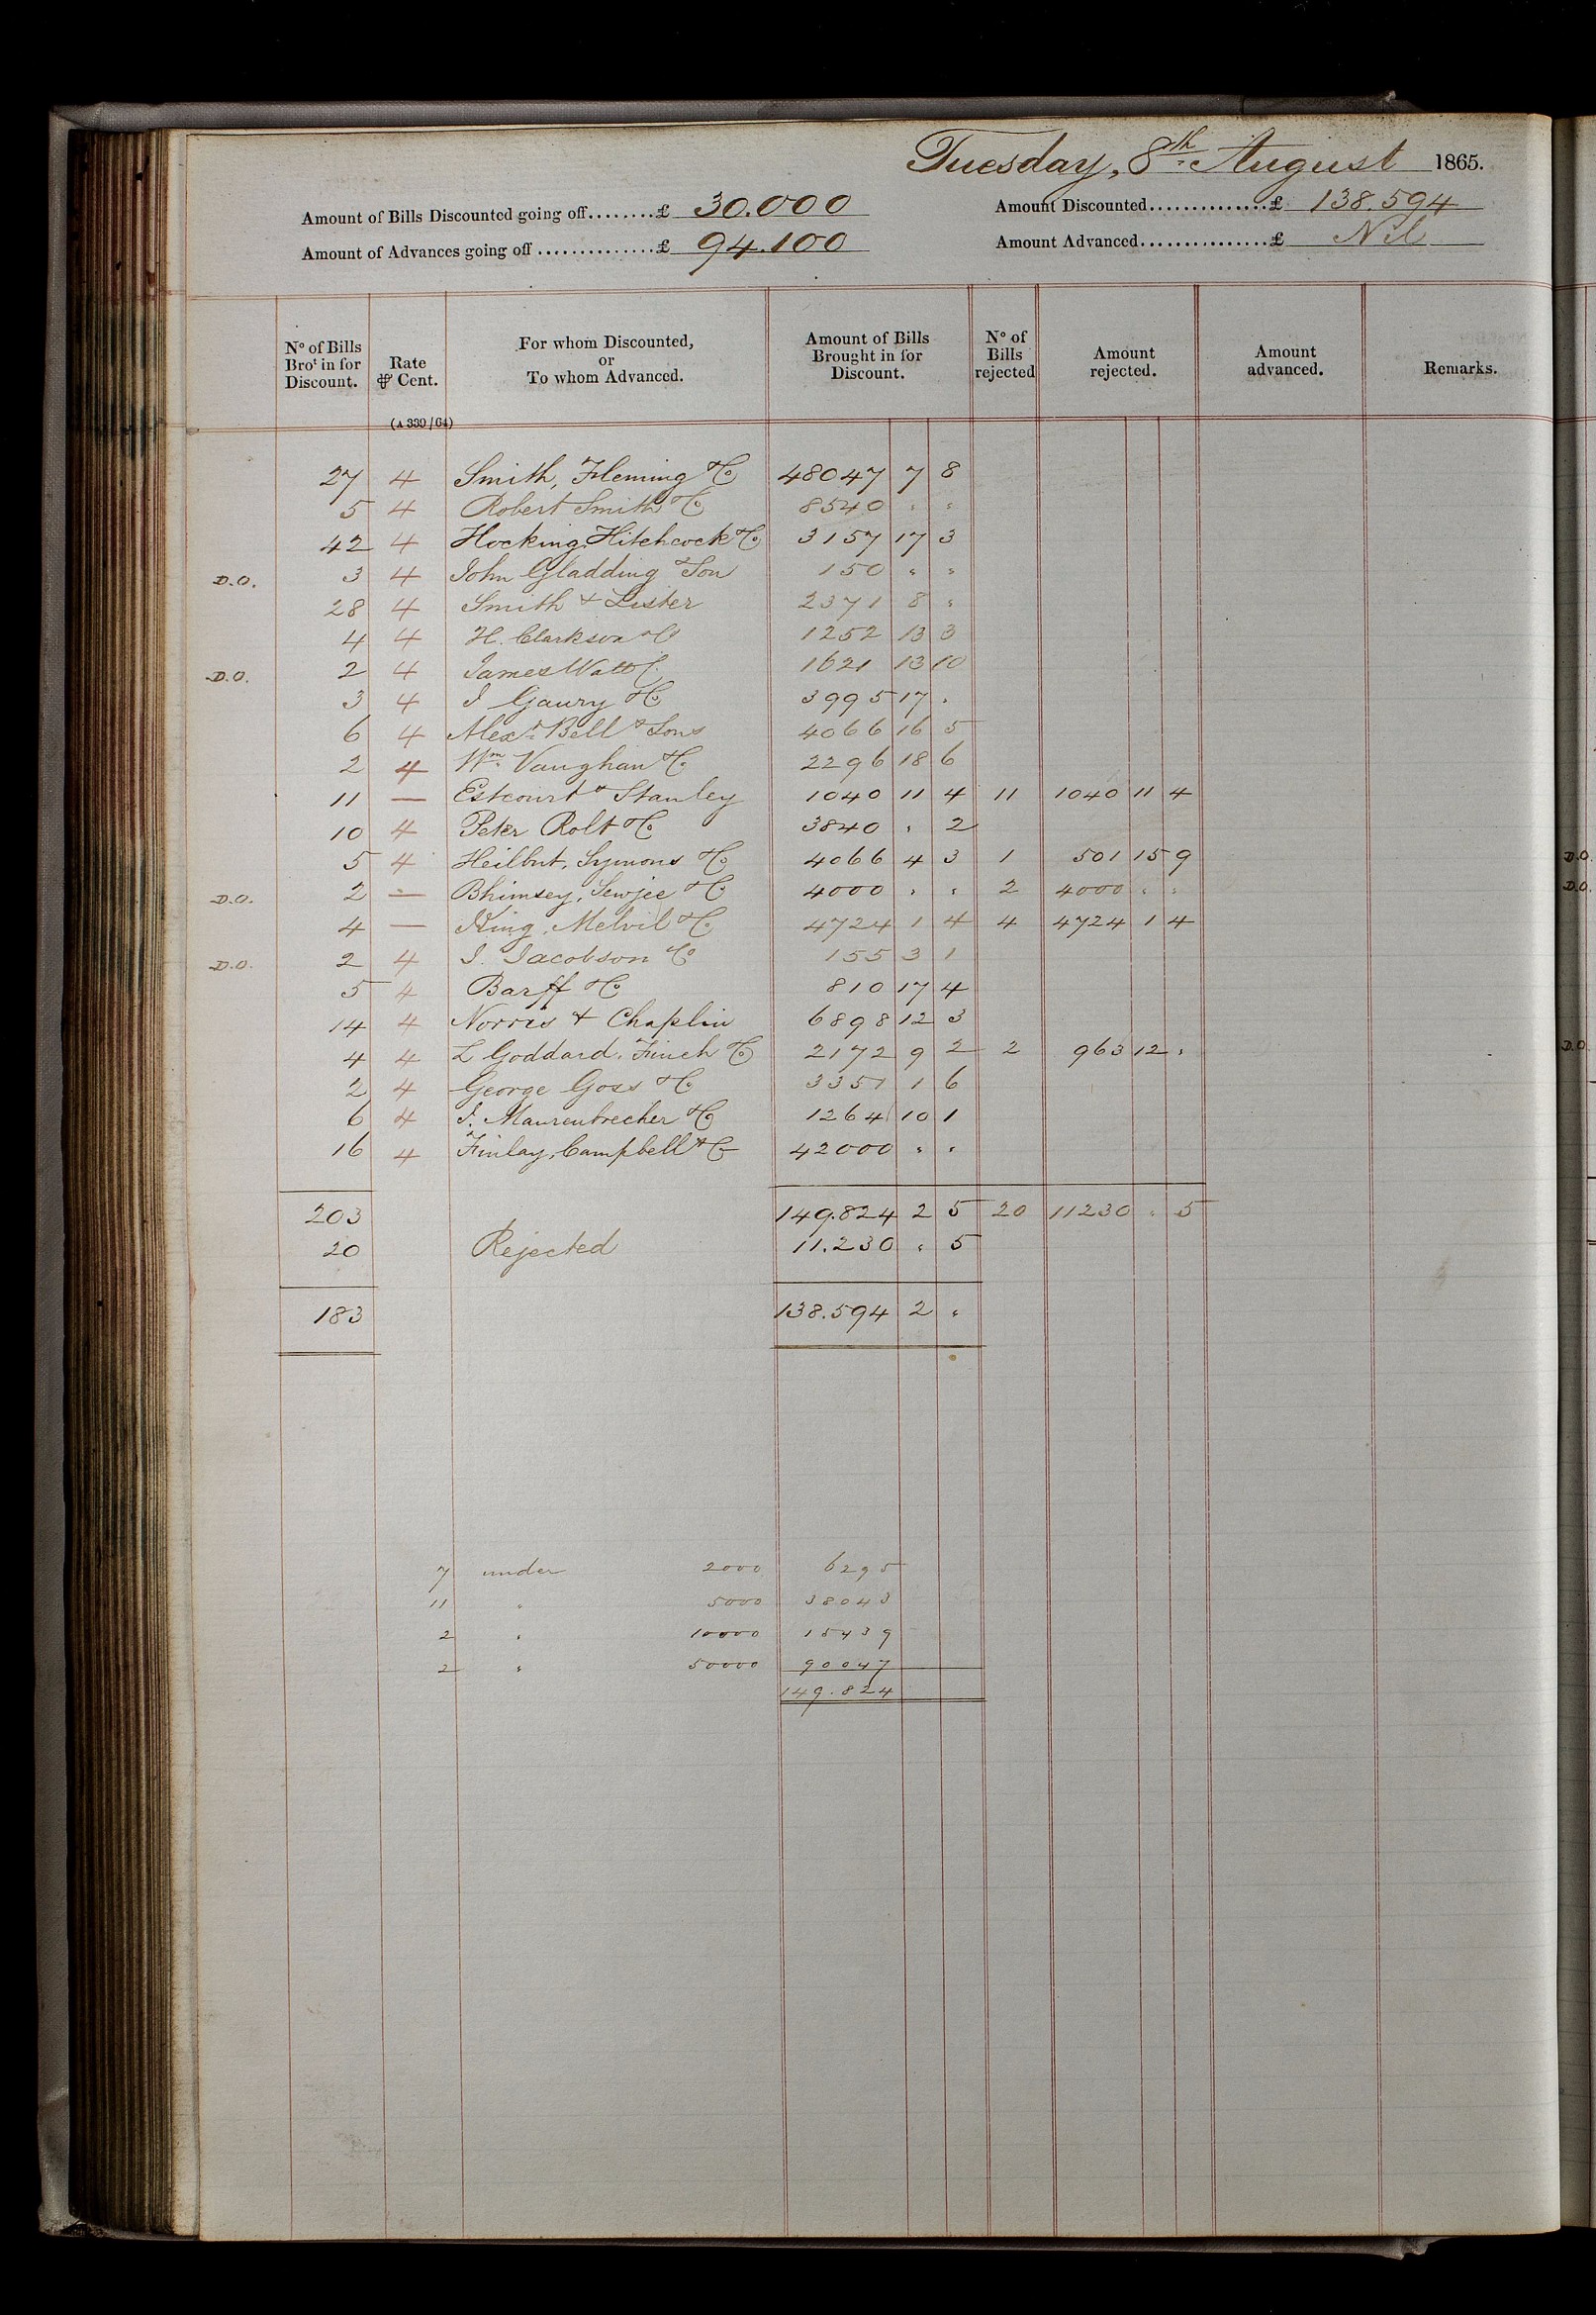 Tuesday, 8th August 1865.
Amount of Bills Discounted going off........£ 30.000
Amount Discounted..............£ 138.594
Amount of Advances going off ..............£ 94.100
Amount Advanced...............£ Nil
No of Bills Brot in for Discount.
Rate ⅌ Cent.
For whom Discounted, or To whom Advanced.
Amount of Bills Brought in for Discount.
No of Bills rejected
Amount rejected.
Amount advanced.
Remarks.
(A 339/64)
27 4 Smith, Fleming & Co 48047 7 8
5 4 Robert Smith & Co 8540 " "
42 4 Hocking, Hitchcock & Co 3157 17 3
D.O. 3 4 John Gladding & Son 150 " "
28 4 Smith & Lister 2371 8 "
4 4 H. Clarkson & Co 1252 13 3
D.O. 2 4 James Watt & Co 1621 13 10
3 4 I Gaury & Co 3995 17 "
6 4 Alexr Bell & Sons 4066 16 5
2 4 Wm Vaughan & Co 2296 18 6
11 — Estcourt & Stanley 1040 11 4 11 1040 11 4
10 4 Peter Rolt & Co 3840 " 2
5 4 Heilbut, Symons & Co 4066 4 3 1 501 15 9 D.O.
D.O. 2 — Bhimsey, Sewjee & Co 4000 " " 2 4000 " " D.O.
4 — King, Melvil & Co 4724 1 4 4 4724 1 4
D.O. 2 4 I. Jacobson & Co 155 3 1
5 4 Barff & Co 810 17 4
14 4 Norris & Chaplin 6898 12 3
4 4 L Goddard, Finch & Co 2172 9 2 2 963 12 " D.O.
2 4 George Goss & Co 3351 1 6
6 4 I. Maurenbrecher & Co 1264 10 1
16 4 Finlay, Campbell & Co 42000 " "
203 149.824 2 5 20 11230 " 5
20 Rejected 11.230 " 5
183 138.594 2 "
7 under 2000 6295
11 " 5000 38043
2 " 10000 15439
2 " 50000 90047
149.824